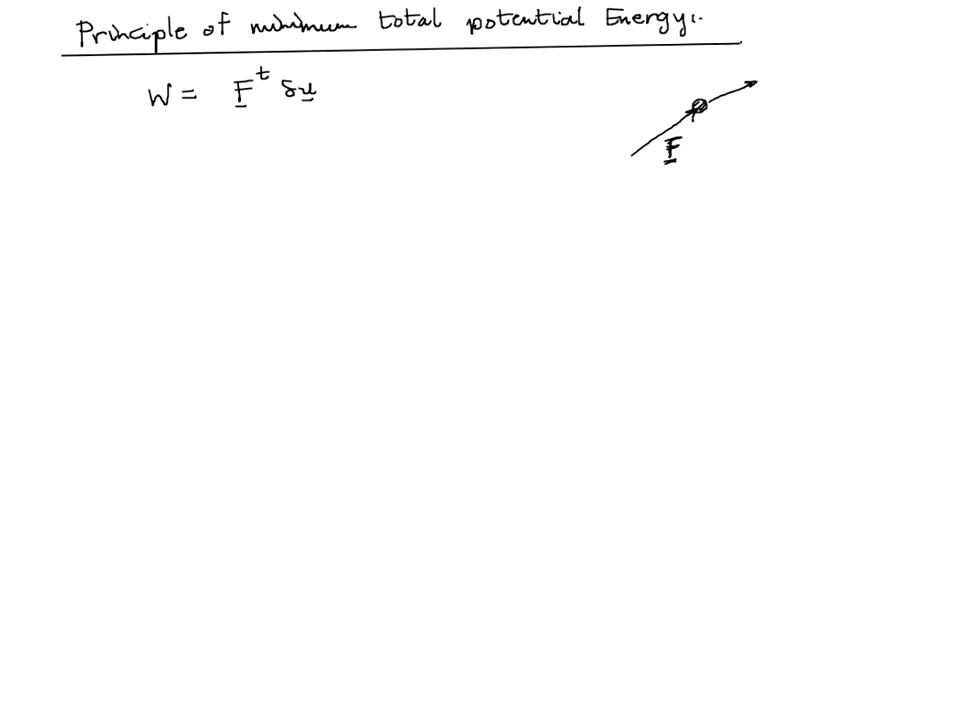 Principle of minimum total potential Energy:-
W = F^t δu
F